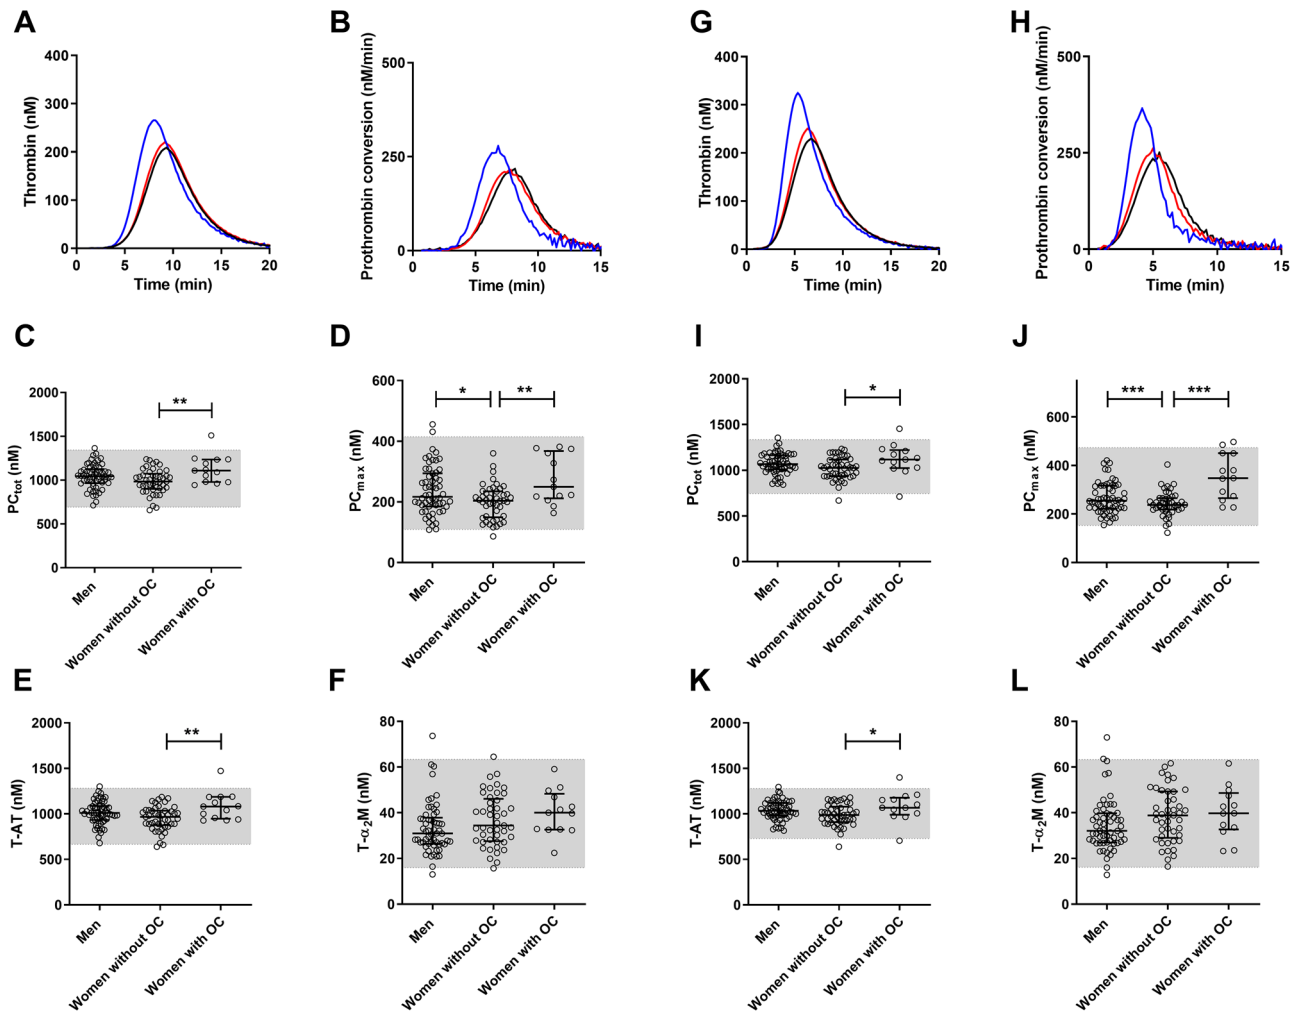 A
B
G
H
Thrombin (nM)
400
300
200
100
0
0 5 10 15 20
Time (min)
Prothrombin conversion (nM/min)
500
250
0
0 5 10 15
Time (min)
Thrombin (nM)
400
300
200
100
0
0 5 10 15 20
Time (min)
Prothrombin conversion (nM/min)
500
250
0
0 5 10 15
Time (min)
C
D
I
J
PCtot (nM)
2000
1500
1000
500
0
**
Men
Women without OC
Women with OC
PCmax (nM)
600
400
200
0
* **
Men
Women without OC
Women with OC
PCtot (nM)
2000
1500
1000
500
0
*
Men
Women without OC
Women with OC
PCmax (nM)
600
400
200
0
*** ***
Men
Women without OC
Women with OC
E
F
K
L
T-AT (nM)
2000
1500
1000
500
0
**
Men
Women without OC
Women with OC
T-α2M (nM)
80
60
40
20
0
Men
Women without OC
Women with OC
T-AT (nM)
2000
1500
1000
500
0
*
Men
Women without OC
Women with OC
T-α2M (nM)
80
60
40
20
0
Men
Women without OC
Women with OC